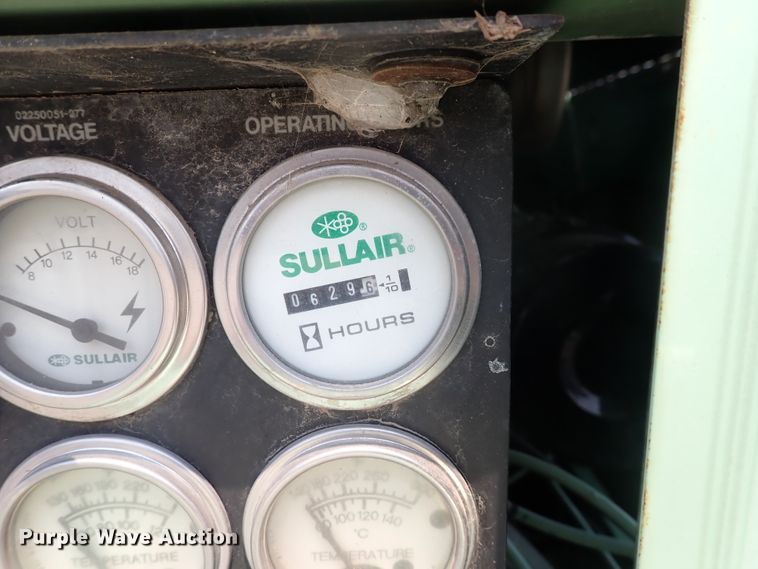 02250051-277
VOLTAGE
VOLT
8 10 12 14 16 18
SULLAIR
SULLAIR®
0 6 2 9 6 1/10
HOURS
TEMPERATURE
100 120 140
°C
TEMPERATURE
Purple Wave Auction